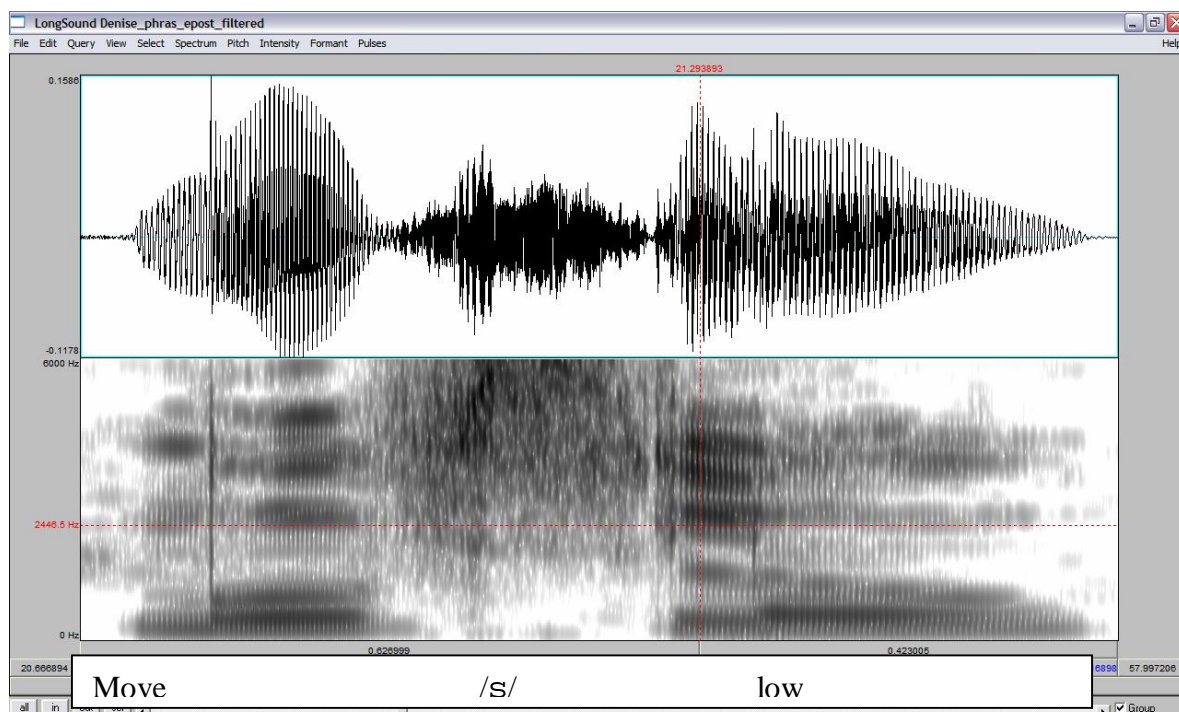 LongSound Denise_phras_epost_filtered
File Edit Query View Select Spectrum Pitch Intensity Formant Pulses Help
21.293893
0.1586
-0.1178
6000 Hz
2446.5 Hz
0 Hz
0.626999 0.423005
20.666894 6898 57.997206
Move /s/ low
all in Group